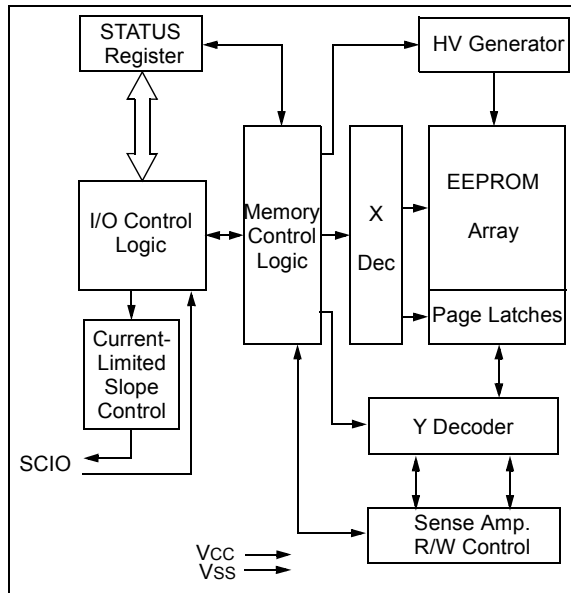 STATUS
Register
HV Generator
I/O Control
Logic
Memory
Control
Logic
X
Dec
EEPROM
Array
Page Latches
Current-
Limited
Slope
Control
SCIO
Y Decoder
Sense Amp.
R/W Control
VCC
VSS